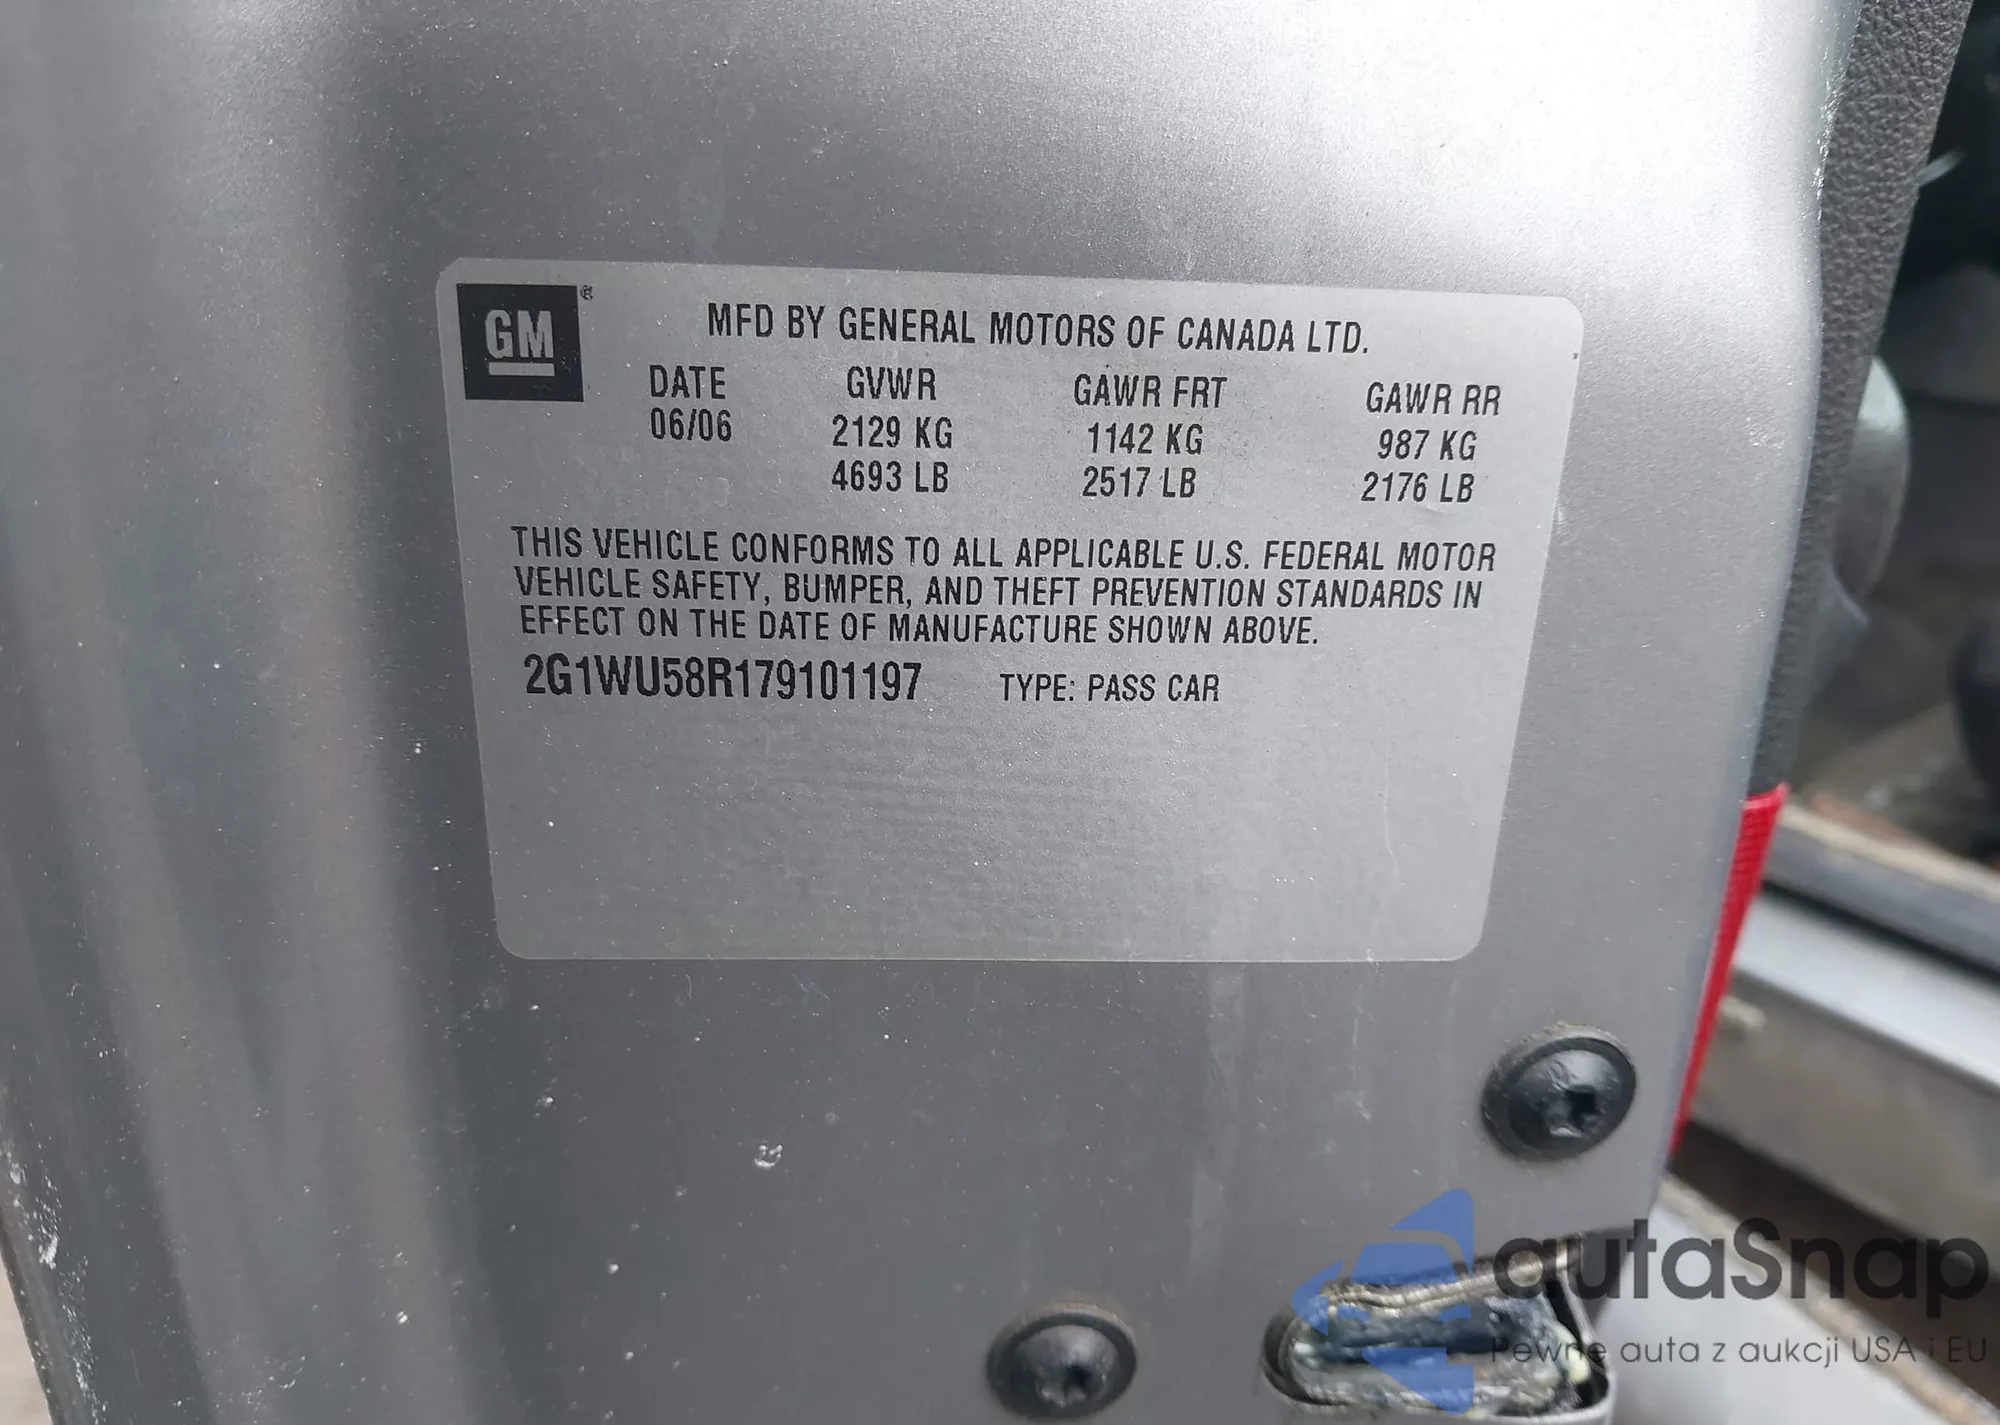 GM ®
MFD BY GENERAL MOTORS OF CANADA LTD.
DATE GVWR GAWR FRT GAWR RR
06/06 2129 KG 1142 KG 987 KG
4693 LB 2517 LB 2176 LB
THIS VEHICLE CONFORMS TO ALL APPLICABLE U.S. FEDERAL MOTOR
VEHICLE SAFETY, BUMPER, AND THEFT PREVENTION STANDARDS IN
EFFECT ON THE DATE OF MANUFACTURE SHOWN ABOVE.
2G1WU58R179101197 TYPE: PASS CAR
autaSnap
Pewne auta z aukcji USA i EU